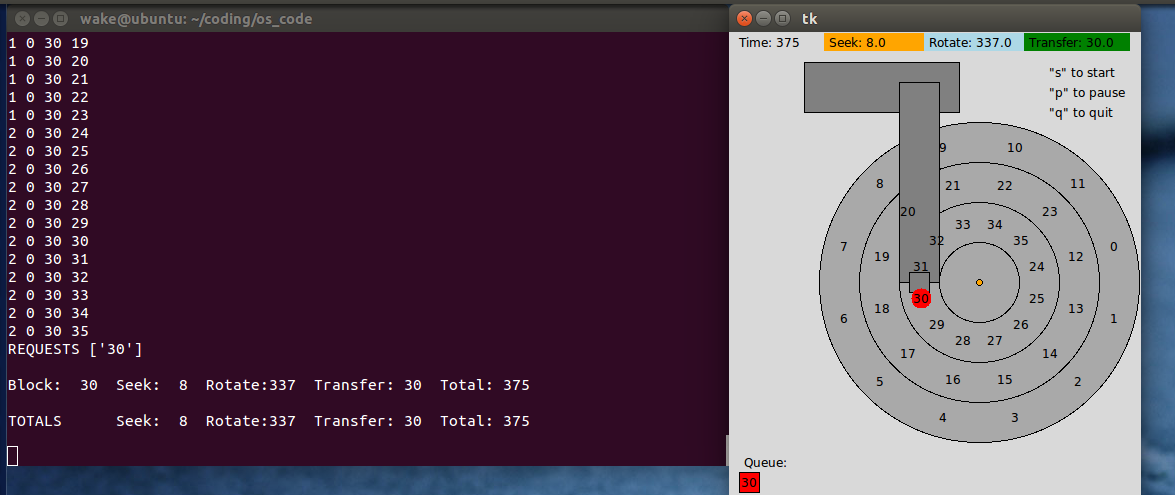 wake@ubuntu: ~/coding/os_code
1 0 30 19
1 0 30 20
1 0 30 21
1 0 30 22
1 0 30 23
2 0 30 24
2 0 30 25
2 0 30 26
2 0 30 27
2 0 30 28
2 0 30 29
2 0 30 30
2 0 30 31
2 0 30 32
2 0 30 33
2 0 30 34
2 0 30 35
REQUESTS ['30']
Block:  30  Seek:  8  Rotate:337  Transfer: 30  Total: 375
TOTALS      Seek:  8  Rotate:337  Transfer: 30  Total: 375
tk
Time: 375 Seek: 8.0 Rotate: 337.0 Transfer: 30.0
"s" to start
"p" to pause
"q" to quit
9 10
8 11
21 22
20 23
33 34
32 35
7 0
19 12
31 24
30 25
18 13
6 1
29 26
28 27
17 14
16 15
5 2
4 3
Queue:
30